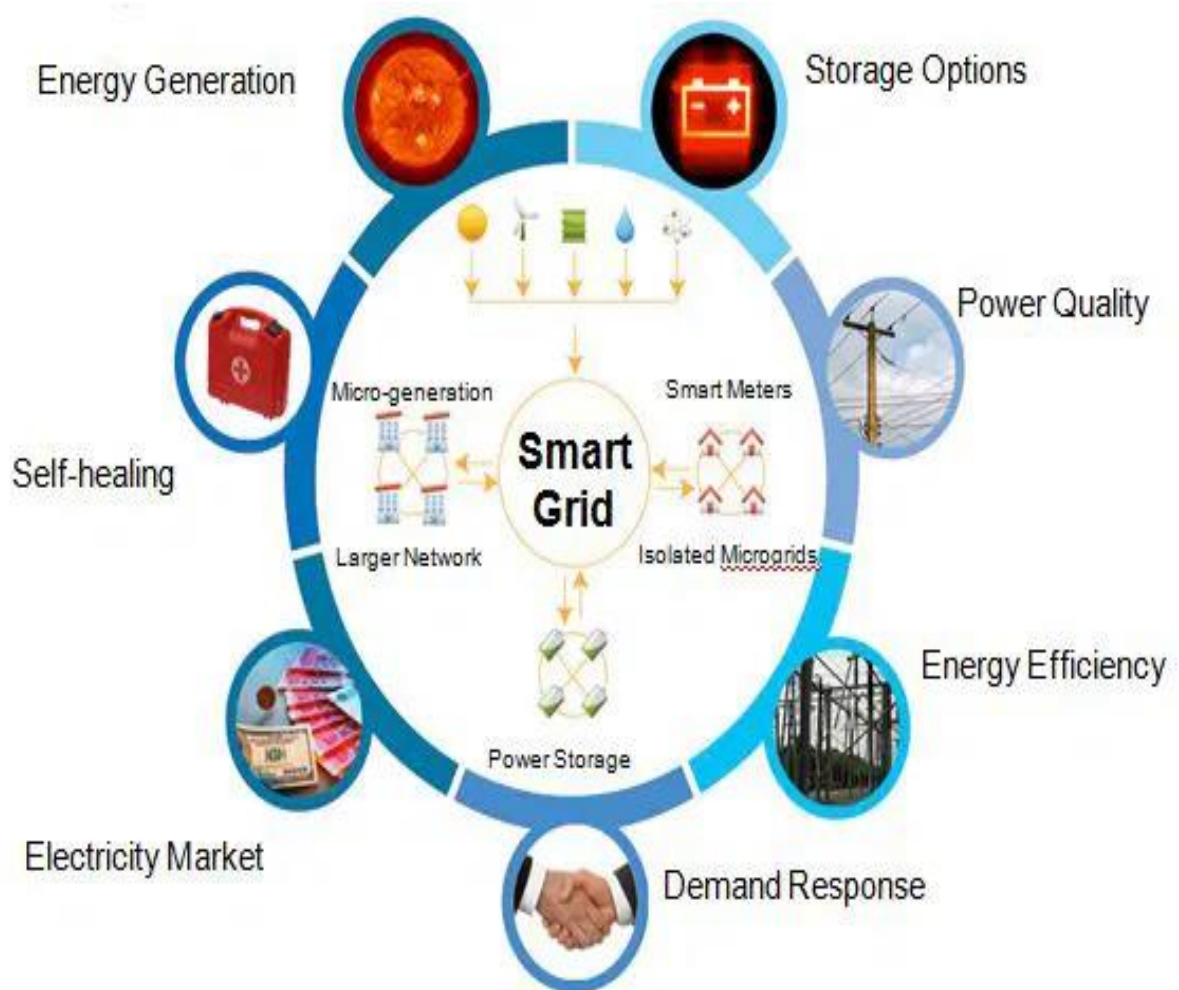 Energy Generation
Storage Options
Power Quality
Micro-generation
Smart Meters
Smart
Grid
Self-healing
Larger Network
Isolated Microgrids
Energy Efficiency
Power Storage
Electricity Market
Demand Response